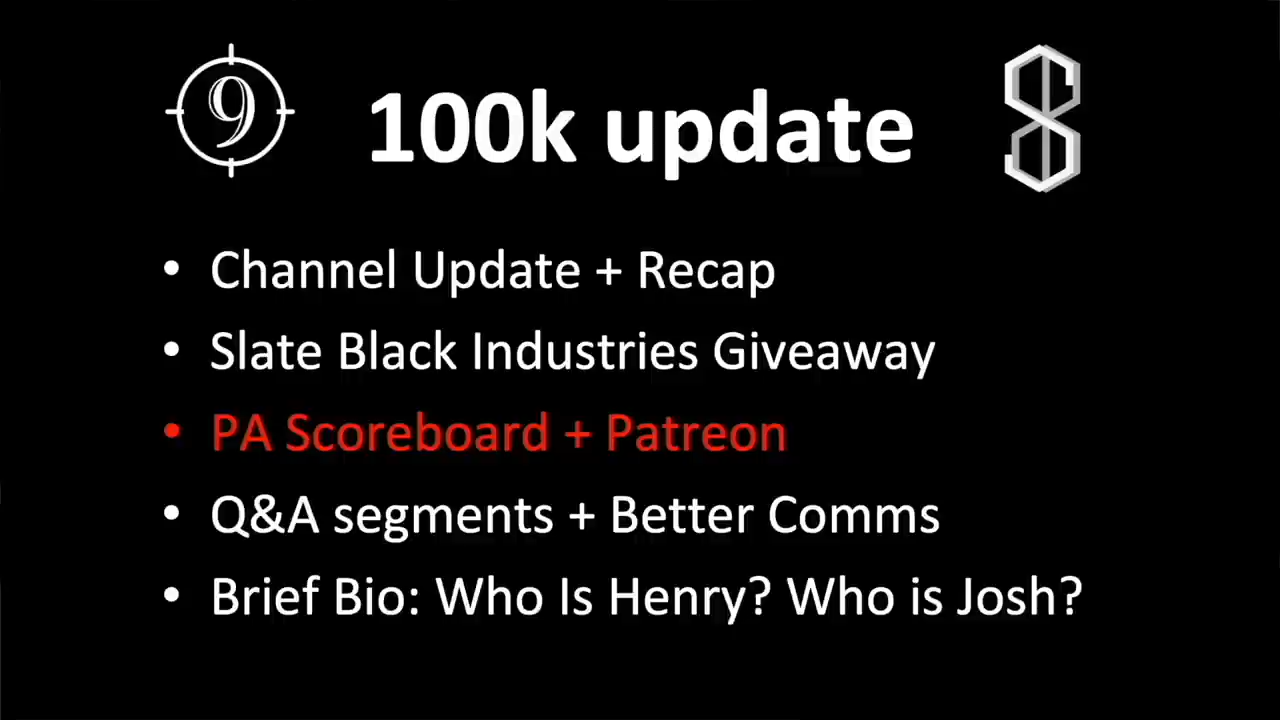 9
100k update
S
• Channel Update + Recap
• Slate Black Industries Giveaway
• PA Scoreboard + Patreon
• Q&A segments + Better Comms
• Brief Bio: Who Is Henry? Who is Josh?